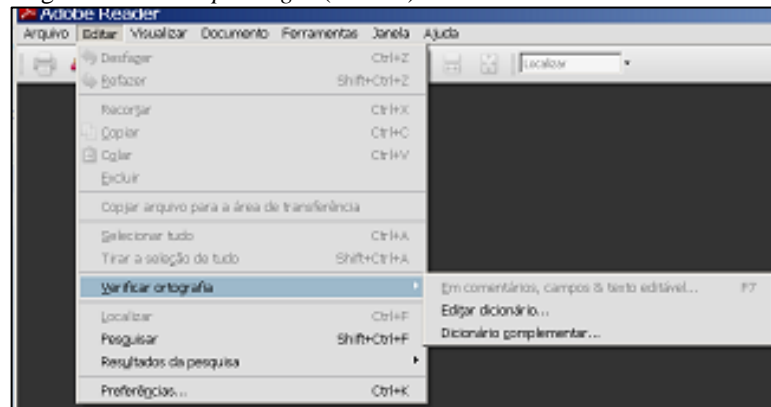 Adobe Reader
Arquivo Editar Visualizar Documento Ferramentas Janela Ajuda
Desfazer Ctrl+Z
Refazer Shift+Ctrl+Z
Localizar
Recortar Ctrl+X
Copiar Ctrl+C
Colar Ctrl+V
Excluir
Copiar arquivo para a área de transferência
Selecionar tudo Ctrl+A
Tirar a seleção de tudo Shift+Ctrl+A
Verificar ortografia
Em comentários, campos & texto editável... F7
Editar dicionário...
Dicionário complementar...
Localizar Ctrl+F
Pesquisar Shift+Ctrl+F
Resultados da pesquisa
Preferências... Ctrl+K